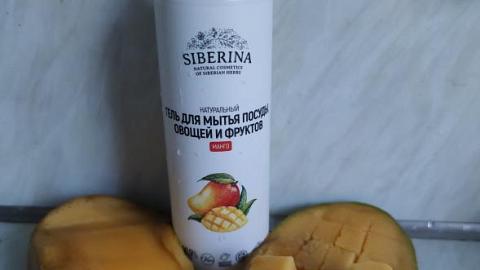 SIBERINA
NATURAL COSMETICS
OF SIBERIAN HERBS
НАТУРАЛЬНЫЙ
ГЕЛЬ ДЛЯ МЫТЬЯ ПОСУДЫ,
ОВОЩЕЙ И ФРУКТОВ
МАНГО